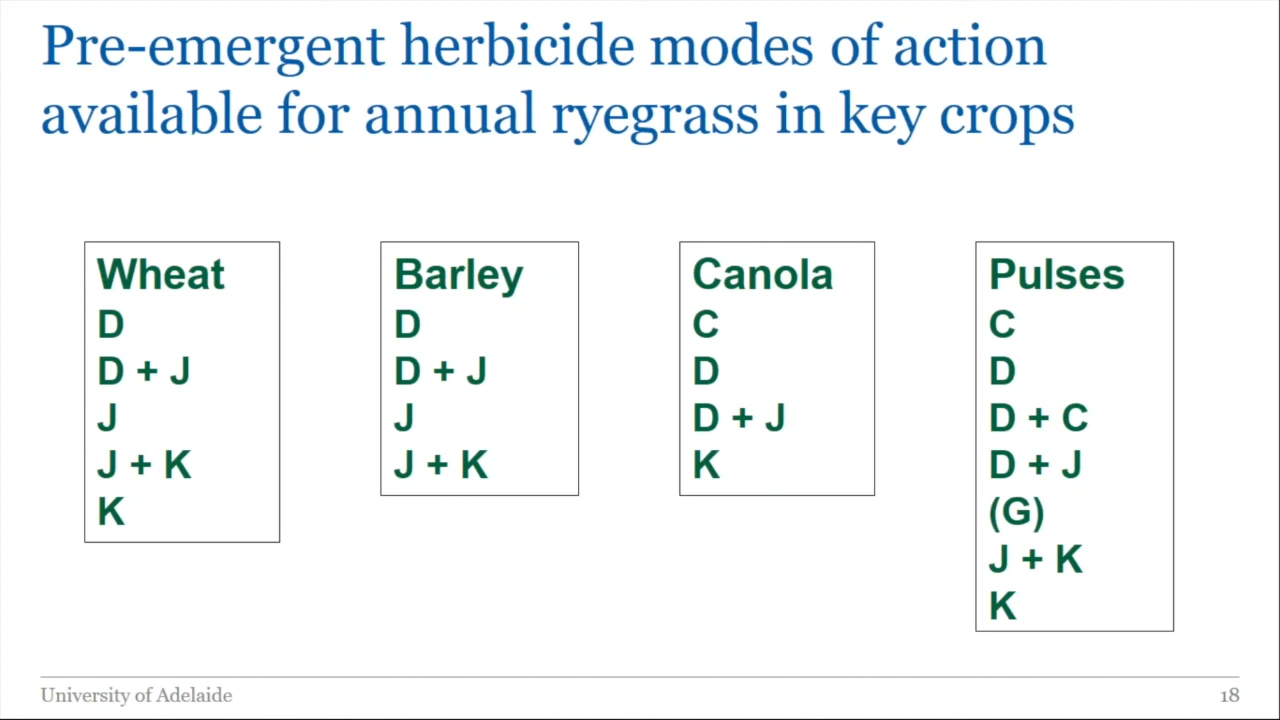 Pre-emergent herbicide modes of action
available for annual ryegrass in key crops
Wheat
D
D + J
J
J + K
K
Barley
D
D + J
J
J + K
Canola
C
D
D + J
K
Pulses
C
D
D + C
D + J
(G)
J + K
K
University of Adelaide
18